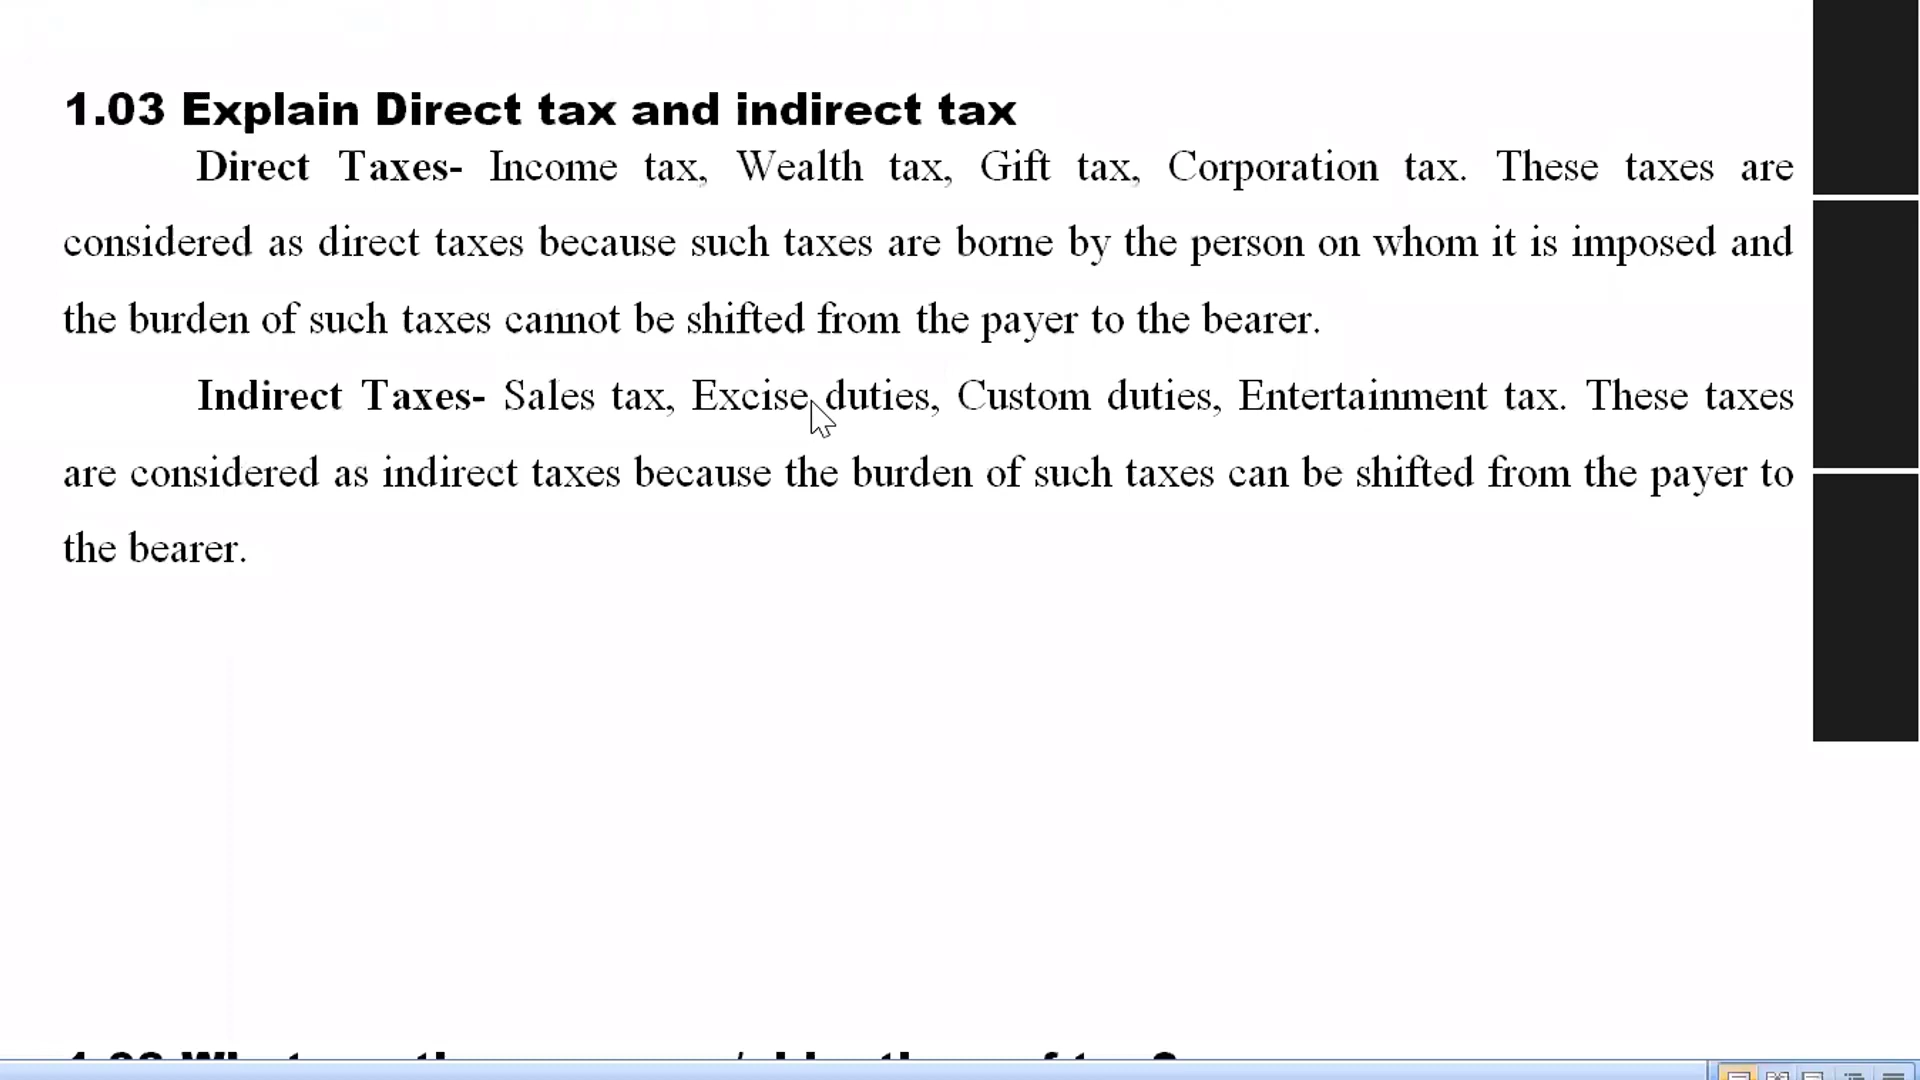 1.03 Explain Direct tax and indirect tax
Direct Taxes- Income tax, Wealth tax, Gift tax, Corporation tax. These taxes are
considered as direct taxes because such taxes are borne by the person on whom it is imposed and
the burden of such taxes cannot be shifted from the payer to the bearer.
Indirect Taxes- Sales tax, Excise duties, Custom duties, Entertainment tax. These taxes
are considered as indirect taxes because the burden of such taxes can be shifted from the payer to
the bearer.